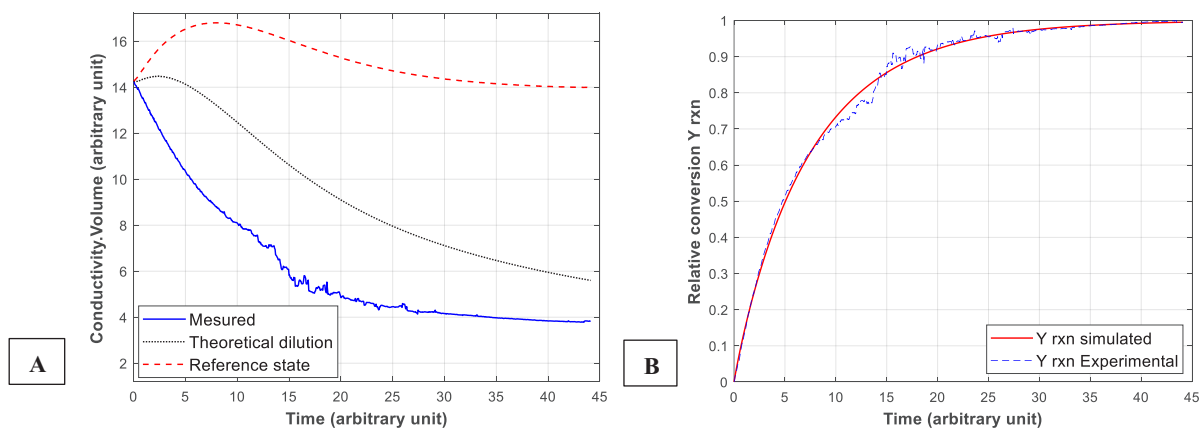 16
14
12
10
8
6
4
2
Conductivity.Volume (arbitrary unit)
Mesured
Theoretical dilution
Reference state
0 5 10 15 20 25 30 35 40 45
Time (arbitrary unit)
A
1
0.9
0.8
0.7
0.6
0.5
0.4
0.3
0.2
0.1
0
Relative conversion Y rxn
Y rxn simulated
Y rxn Experimental
0 5 10 15 20 25 30 35 40 45
Time (arbitrary unit)
B